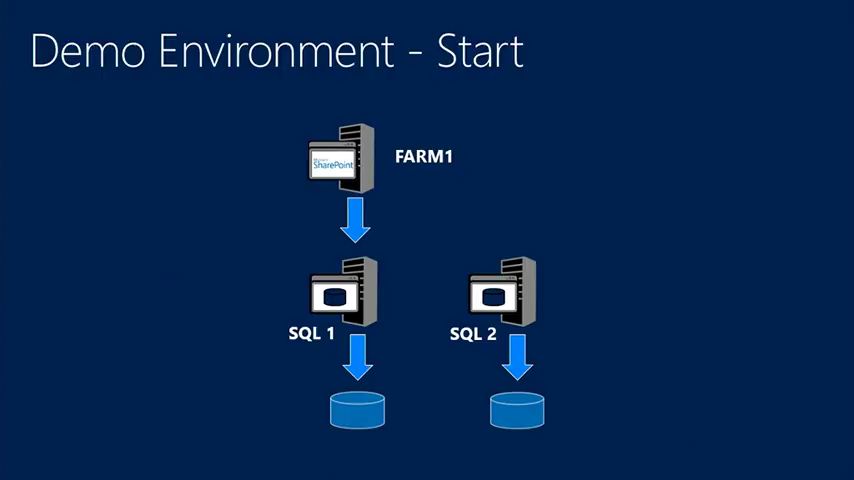 Demo Environment - Start
SharePoint
FARM1
SQL 1
SQL 2